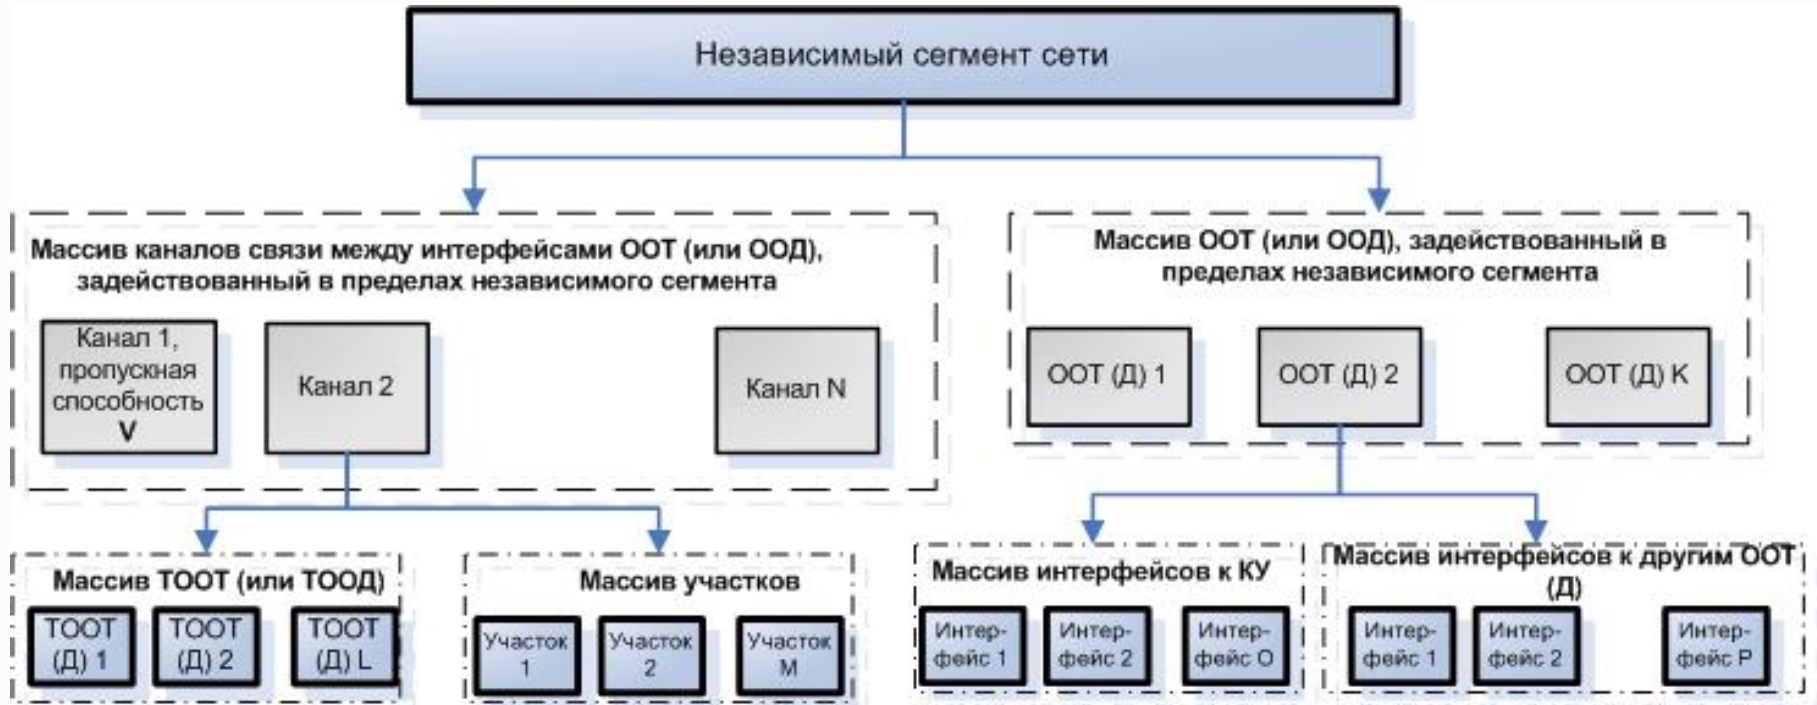 Независимый сегмент сети
Массив каналов связи между интерфейсами ООТ (или ООД),
задействованный в пределах независимого сегмента
Канал 1,
пропускная
способность
V
Канал 2
Канал N
Массив ООТ (или ООД), задействованный в
пределах независимого сегмента
ООТ (Д) 1
ООТ (Д) 2
ООТ (Д) K
Массив ТООТ (или ТООД)
ТООТ
(Д) 1
ТООТ
(Д) 2
ТООТ
(Д) L
Массив участков
Участок
1
Участок
2
Участок
M
Массив интерфейсов к КУ
Интер-
фейс 1
Интер-
фейс 2
Интер-
фейс O
Массив интерфейсов к другим ООТ
(Д)
Интер-
фейс 1
Интер-
фейс 2
Интер-
фейс P